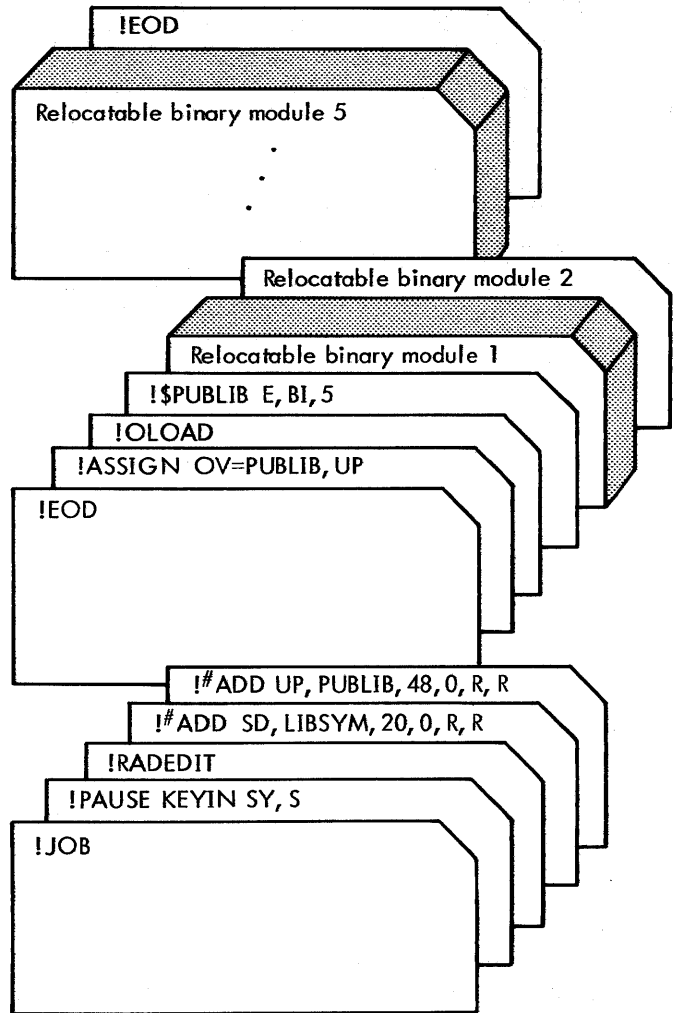 !EOD
Relocatable binary module 5
Relocatable binary module 2
Relocatable binary module 1
!$PUBLIB E, BI, 5
!OLOAD
!ASSIGN OV=PUBLIB, UP
!EOD
!#ADD UP, PUBLIB, 48, 0, R, R
!#ADD SD, LIBSYM, 20, 0, R, R
!RADEDIT
!PAUSE KEYIN SY, S
!JOB